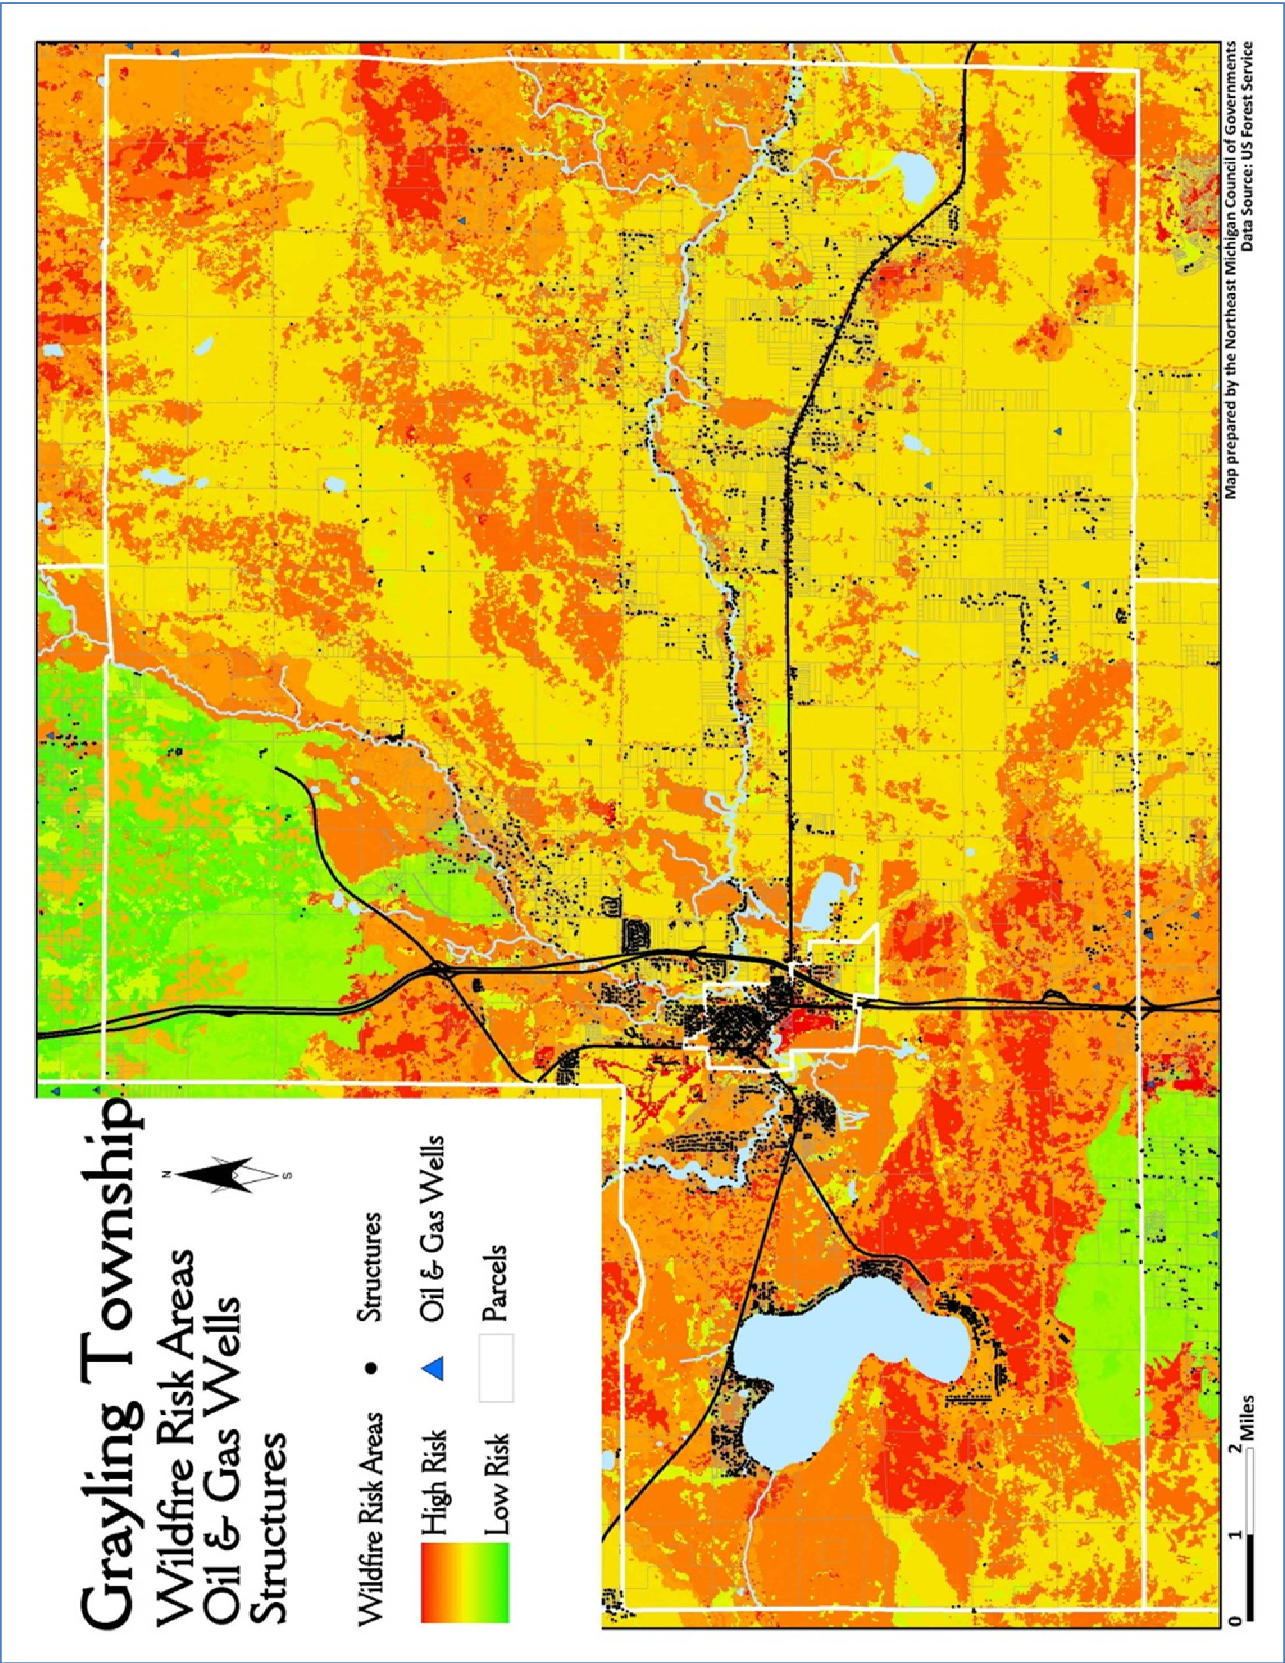 Grayling Township
Wildfire Risk Areas
Oil & Gas Wells
Structures
N
S
Wildfire Risk Areas
High Risk
Low Risk
Structures
Oil & Gas Wells
Parcels
0 1 2 Miles
Map prepared by the Northeast Michigan Council of Governments
Data Source: US Forest Service